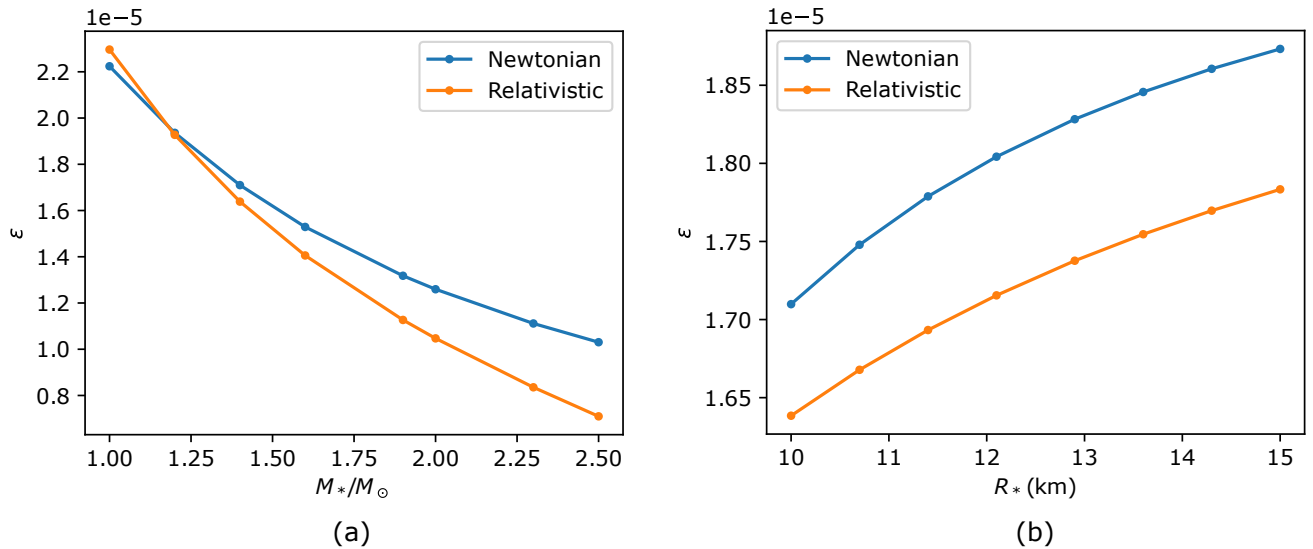 1e−5
Newtonian
Relativistic
2.2
2.0
1.8
1.6
1.4
1.2
1.0
0.8
ε
1.00 1.25 1.50 1.75 2.00 2.25 2.50
M*/M⊙
(a)
1e−5
Newtonian
Relativistic
1.85
1.80
1.75
1.70
1.65
ε
10 11 12 13 14 15
R* (km)
(b)